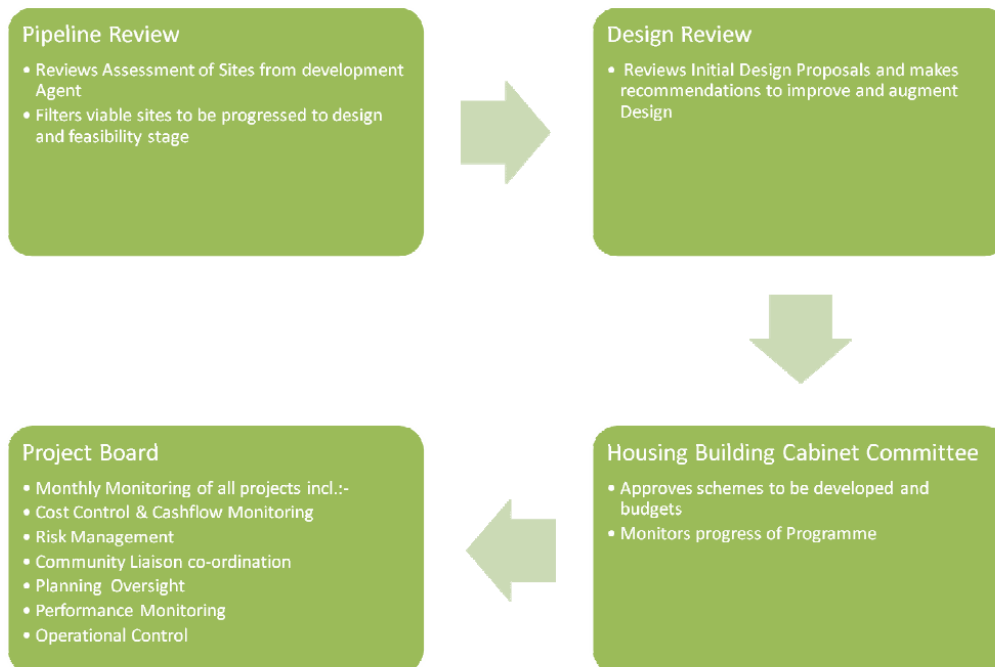 Pipeline Review
• Reviews Assessment of Sites from development
Agent
• Filters viable sites to be progressed to design
and feasibility stage
Design Review
• Reviews Initial Design Proposals and makes
recommendations to improve and augment
Design
Housing Building Cabinet Committee
• Approves schemes to be developed and
budgets
• Monitors progress of Programme
Project Board
• Monthly Monitoring of all projects incl.:-
• Cost Control & Cashflow Monitoring
• Risk Management
• Community Liaison co-ordination
• Planning Oversight
• Performance Monitoring
• Operational Control